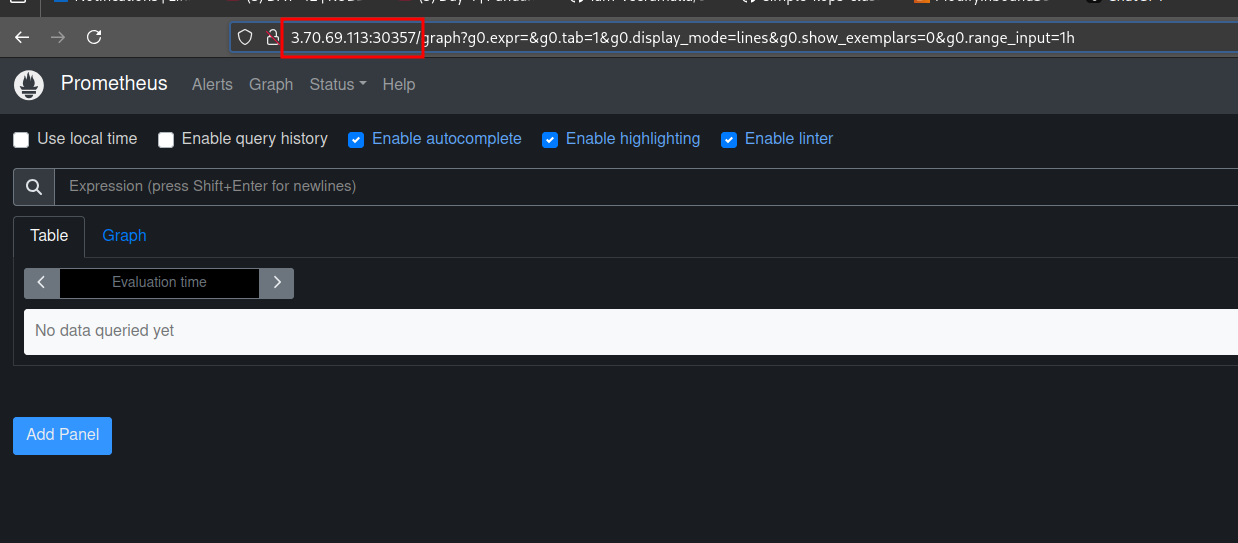 3.70.69.113:30357/graph?g0.expr=&g0.tab=1&g0.display_mode=lines&g0.show_exemplars=0&g0.range_input=1h
Prometheus Alerts Graph Status Help
Use local time Enable query history Enable autocomplete Enable highlighting Enable linter
Expression (press Shift+Enter for newlines)
Table Graph
Evaluation time
No data queried yet
Add Panel